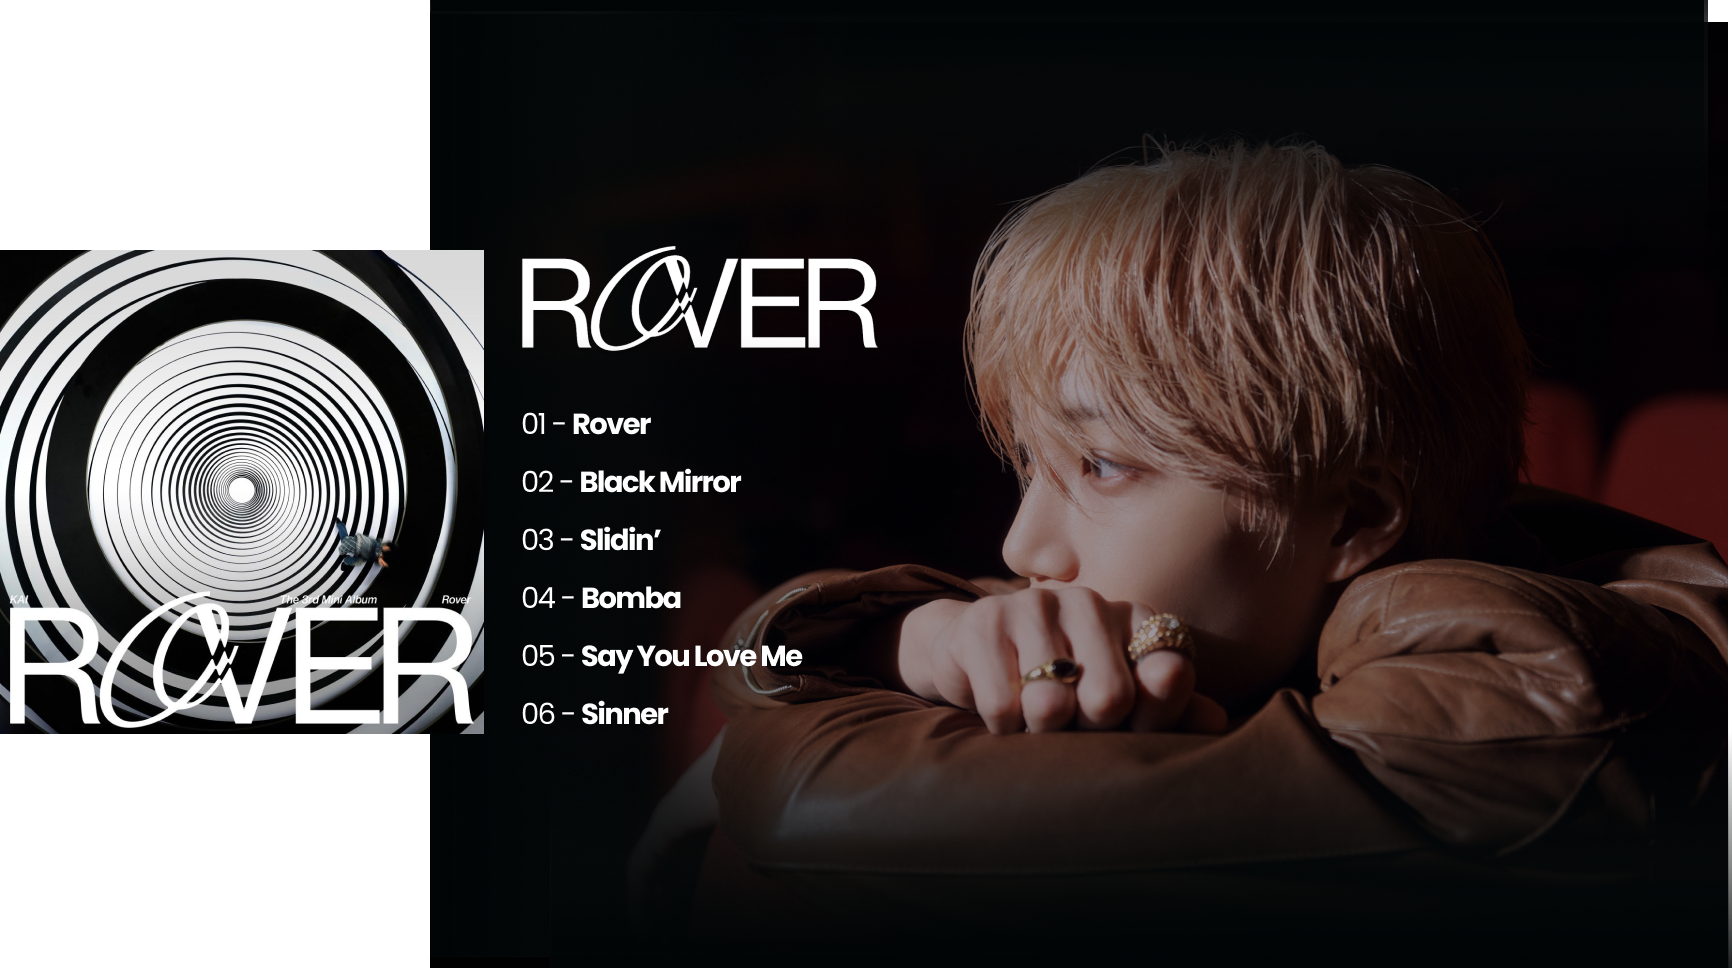 KAI
The 3rd Mini Album
Rover
ROVER
ROVER
01 - Rover
02 - Black Mirror
03 - Slidin’
04 - Bomba
05 - Say You Love Me
06 - Sinner